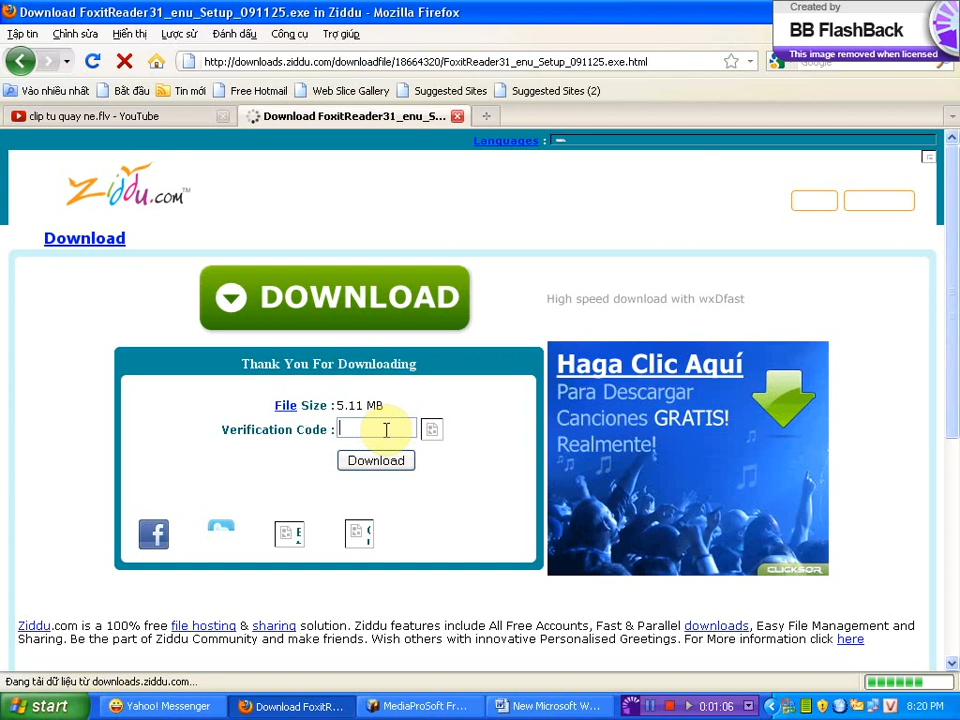 Download FoxitReader31_enu_Setup_091125.exe in Ziddu - Mozilla Firefox
Created by
BB FlashBack
This image removed when licensed
Tập tin Chỉnh sửa Hiển thị Lược sử Đánh dấu Công cụ Trợ giúp
http://downloads.ziddu.com/downloadfile/18664320/FoxitReader31_enu_Setup_091125.exe.html
Google
Vào nhiều nhất Bắt đầu Tin mới Free Hotmail Web Slice Gallery Suggested Sites Suggested Sites (2)
clip tu quay ne.flv - YouTube
Download FoxitReader31_enu_S...
Languages :
Ziddu.com™
Download
DOWNLOAD
High speed download with wxDfast
Thank You For Downloading
File Size : 5.11 MB
Verification Code :
Download
Haga Clic Aquí
Para Descargar
Canciones GRATIS!
Realmente!
CLICKSOR
Ziddu.com is a 100% free file hosting & sharing solution. Ziddu features include All Free Accounts, Fast & Parallel downloads, Easy File Management and
Sharing. Be the part of Ziddu Community and make friends. Wish others with innovative Personalised Greetings. For More information click here
Đang tải dữ liệu từ downloads.ziddu.com...
start Yahoo! Messenger Download FoxitR... MediaProSoft Fr... New Microsoft W... 0:01:06 V 8:20 PM